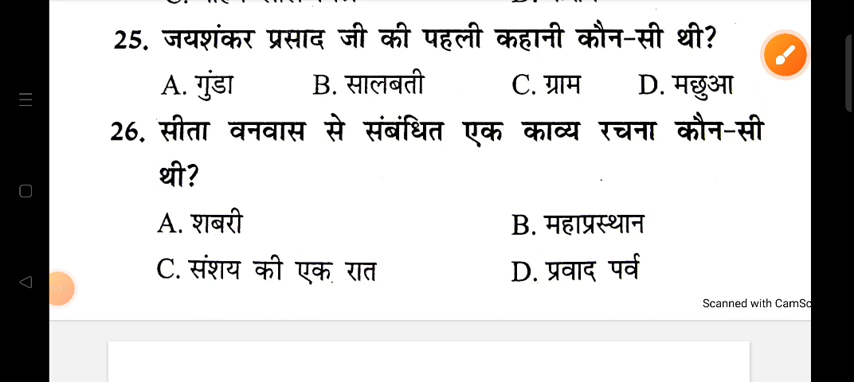 25. जयशंकर प्रसाद जी की पहली कहानी कौन-सी थी?
A. गुंडा B. सालबती C. ग्राम D. मछुआ
26. सीता वनवास से संबंधित एक काव्य रचना कौन-सी
थी?
A. शबरी B. महाप्रस्थान
C. संशय की एक रात D. प्रवाद पर्व
Scanned with CamSc